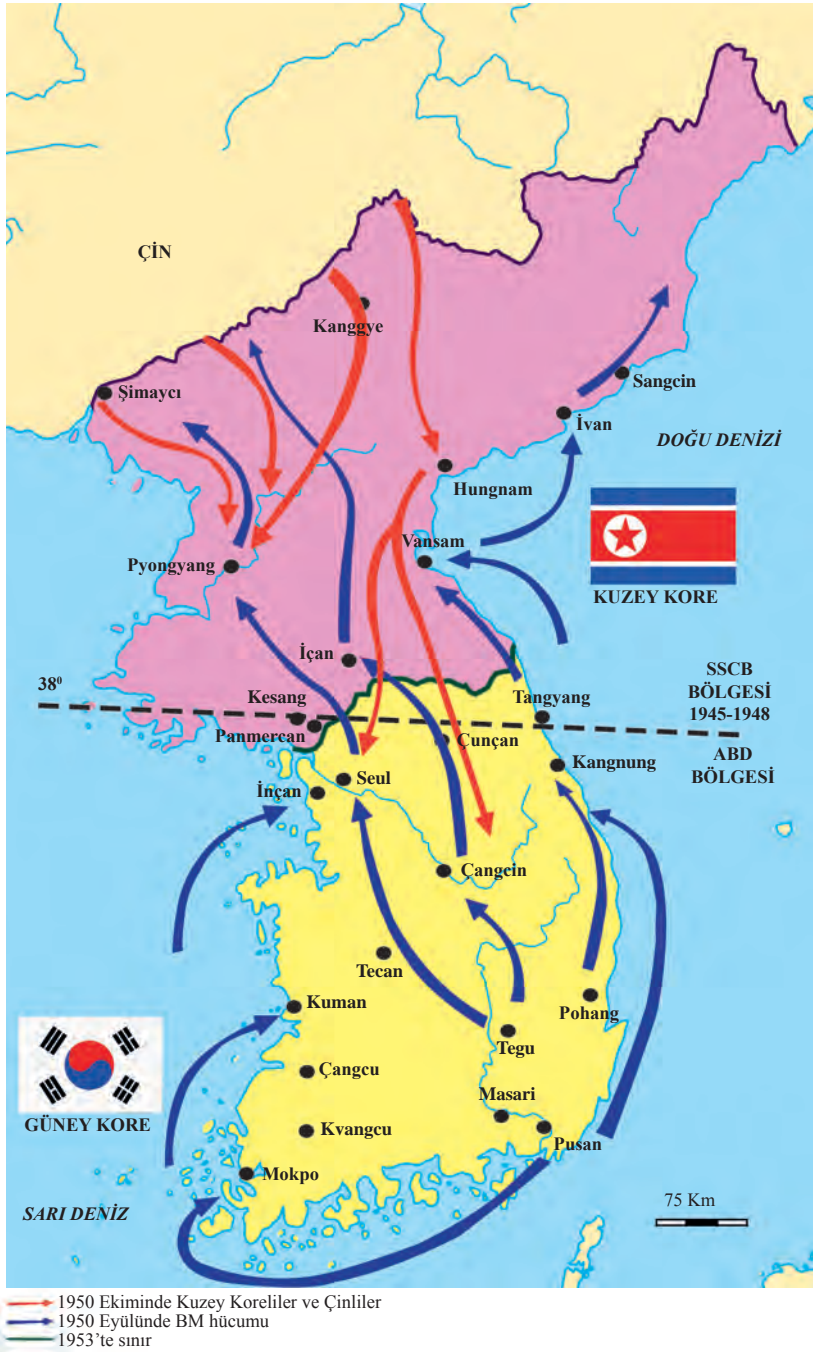 ÇİN
Kanggye
Şimaycı
Sangcin
İvan
DOĞU DENİZİ
Hungnam
Vansam
Pyongyang
KUZEY KORE
İçan
38⁰
Kesang
Tangyang
SSCB
BÖLGESİ
1945-1948
Panmercan
Çunçan
ABD
BÖLGESİ
Kangnung
Seul
İnçan
Çangcin
Tecan
Kuman
Pohang
Tegu
Çangcu
Masari
GÜNEY KORE
Kvangcu
Pusan
Mokpo
SARI DENİZ
75 Km
1950 Ekiminde Kuzey Koreliler ve Çinliler
1950 Eylülünde BM hücumu
1953’te sınır